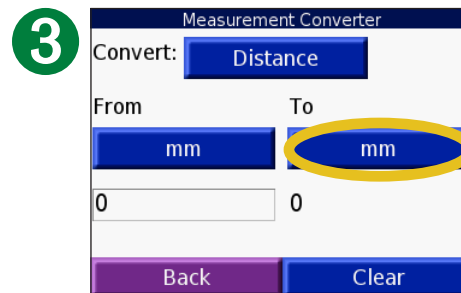 3
Measurement Converter
Convert: Distance
From To
mm mm
0 0
Back Clear